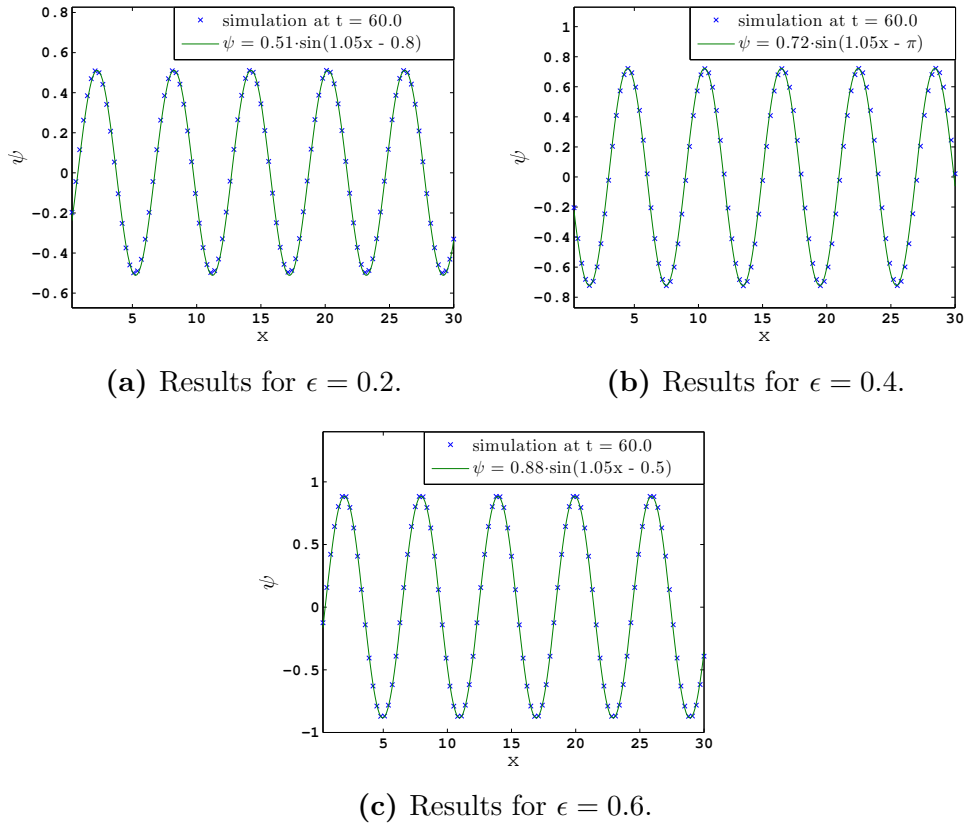 simulation at t = 60.0
ψ = 0.51·sin(1.05x - 0.8)
0.8
0.6
0.4
0.2
0
−0.2
−0.4
−0.6
ψ
5 10 15 20 25 30
x
(a) Results for ϵ = 0.2.
simulation at t = 60.0
ψ = 0.72·sin(1.05x - π)
1
0.8
0.6
0.4
0.2
0
−0.2
−0.4
−0.6
−0.8
ψ
5 10 15 20 25 30
x
(b) Results for ϵ = 0.4.
simulation at t = 60.0
ψ = 0.88·sin(1.05x - 0.5)
1
0.5
0
−0.5
−1
ψ
5 10 15 20 25 30
x
(c) Results for ϵ = 0.6.